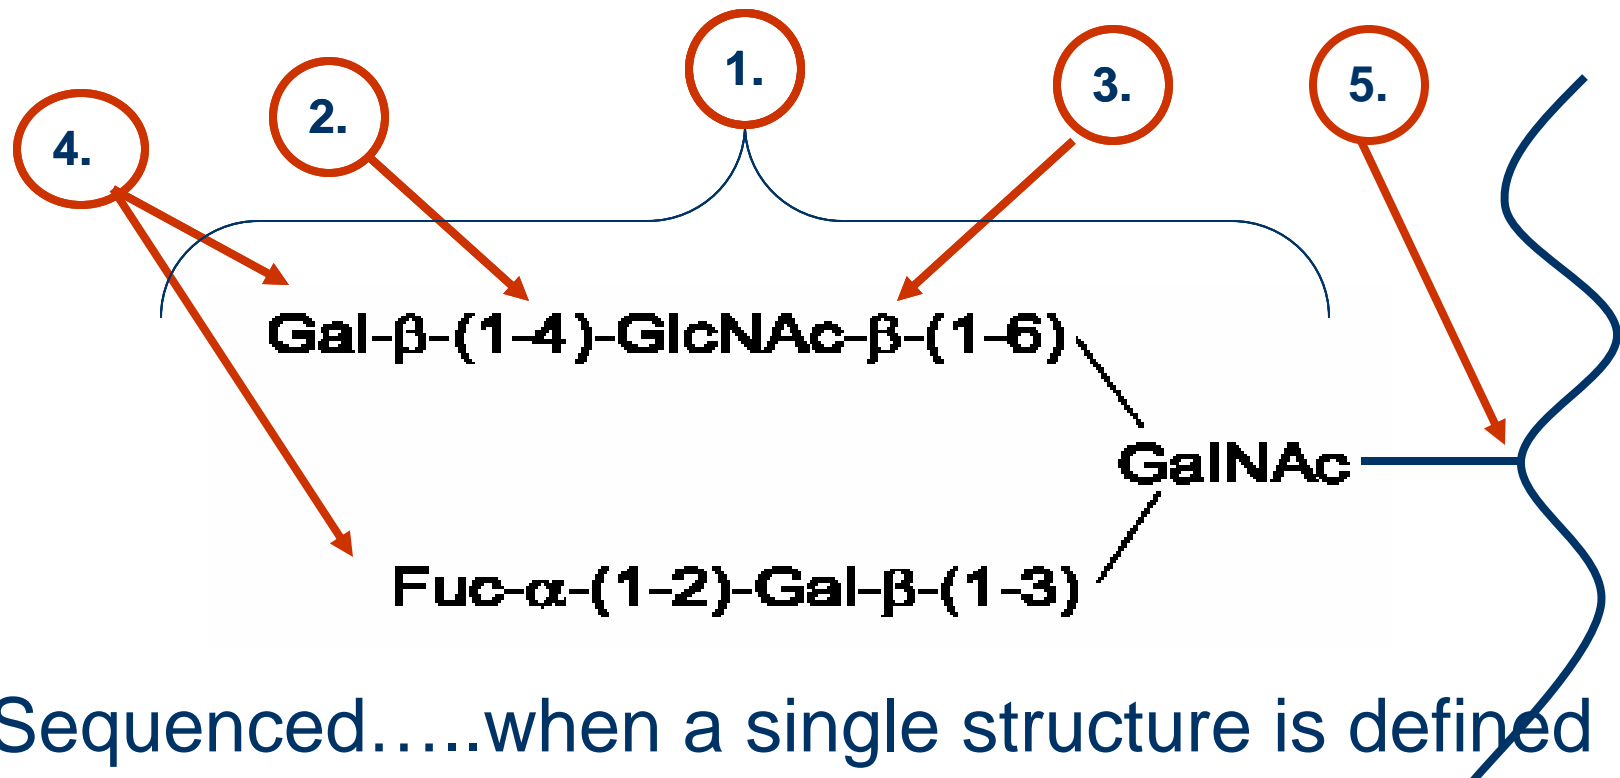 1.
3.
5.
2.
4.
Gal-β-(1-4)-GlcNAc-β-(1-6)
GalNAc
Fuc-α-(1-2)-Gal-β-(1-3)
Sequenced…..when a single structure is defined